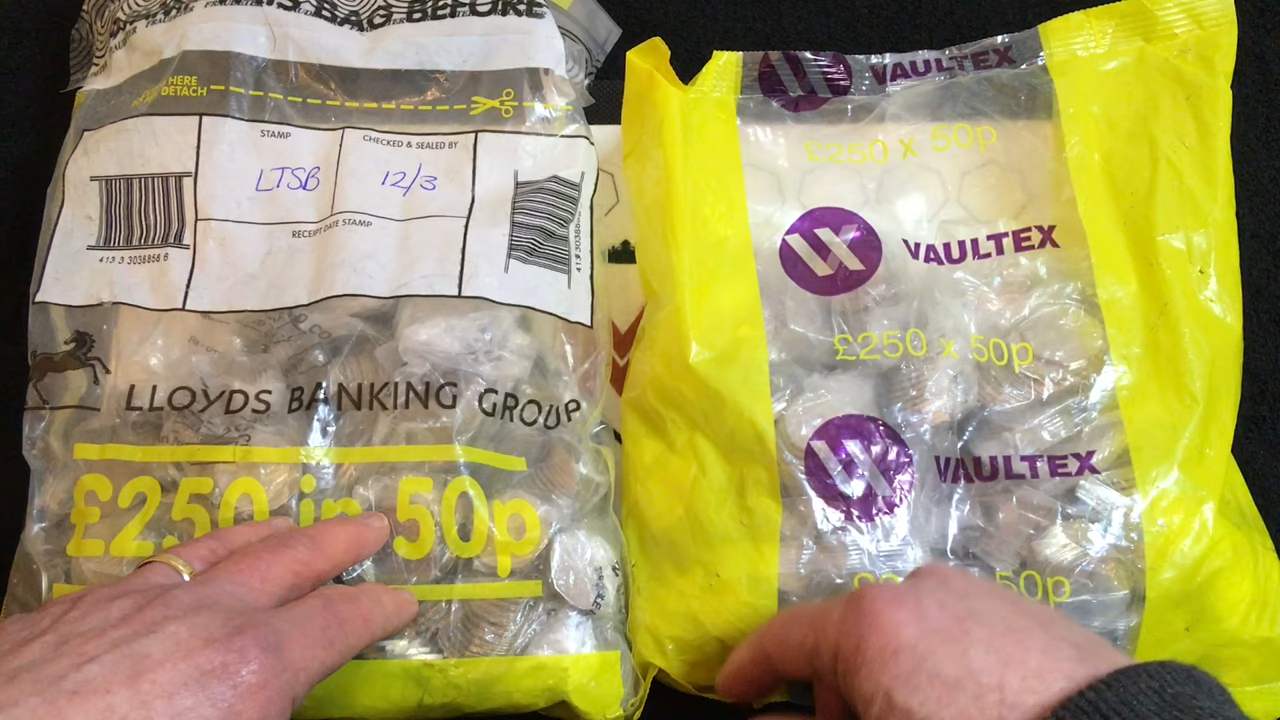 BAG BEFORE
FRAUDETER
HERE
DETACH
STAMP
CHECKED & SEALED BY
LTSB
12/3
RECEIPT DATE STAMP
413 3 3038858 6
LLOYDS BANKING GROUP
£250 in 50p
VAULTEX
£250 x 50p
VAULTEX
£250 x 50p
VAULTEX
50p